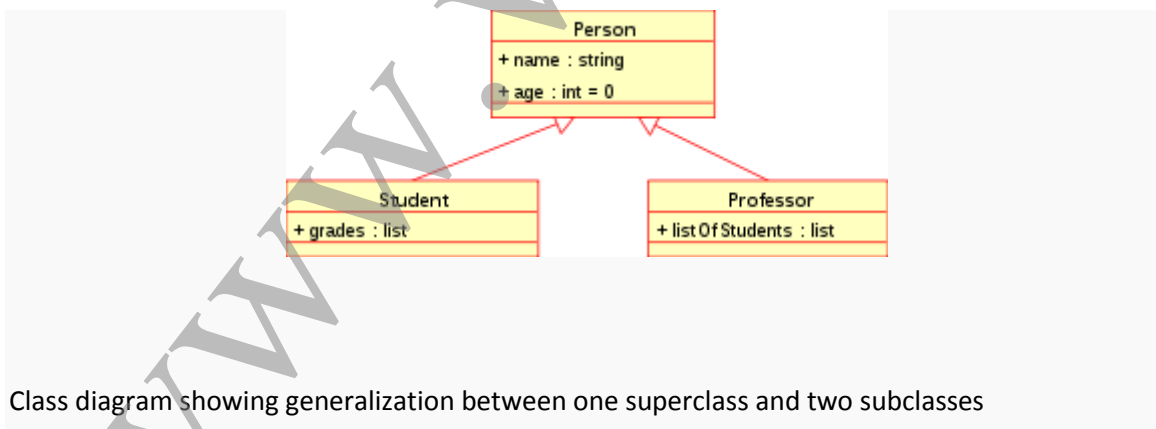 Person
+ name : string
+ age : int = 0
Student
+ grades : list
Professor
+ listOfStudents : list
Class diagram showing generalization between one superclass and two subclasses
www.